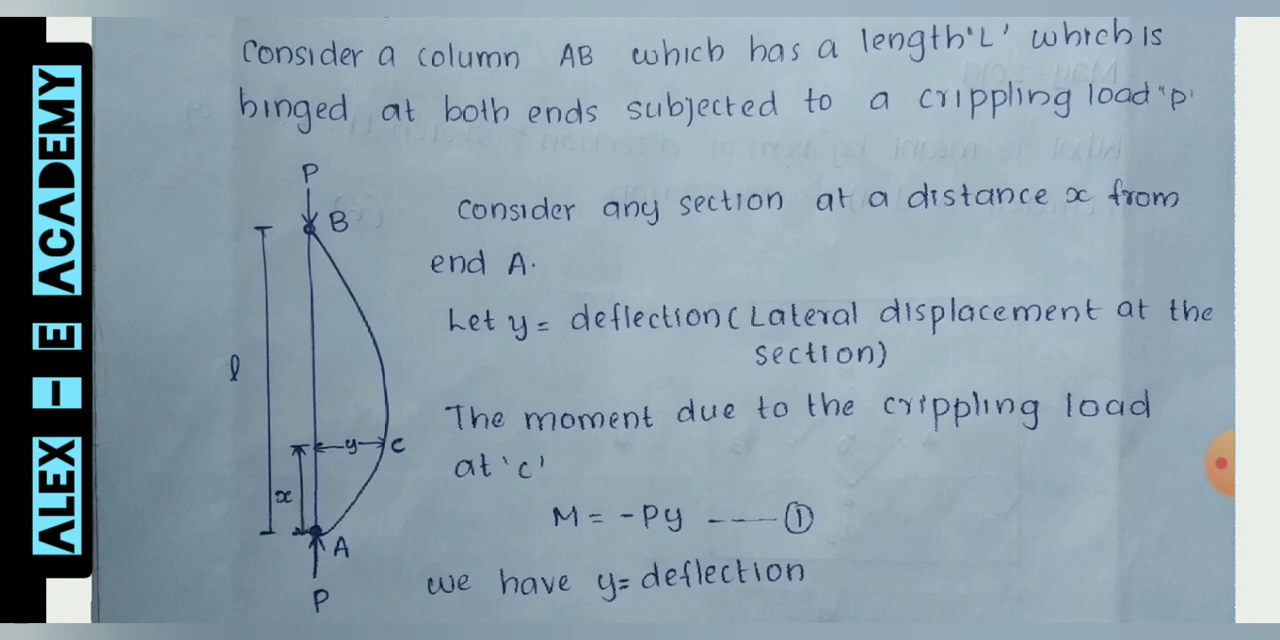 ALEX - E ACADEMY
Consider a column AB which has a length 'L' which is
hinged at both ends subjected to a crippling load "P'
P
B
Consider any section at a distance x from
end A.
Let y = deflection (Lateral displacement at the
section)
l
The moment due to the crippling load
y
C
at 'c'
x
M = -Py ---- ①
A
we have y= deflection
P